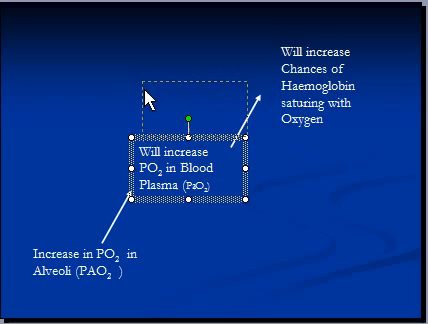 Will increase
Chances of
Haemoglobin
saturing with
Oxygen
Will increase
PO2 in Blood
Plasma (PaO2)
Increase in PO2 in
Alveoli (PAO2 )